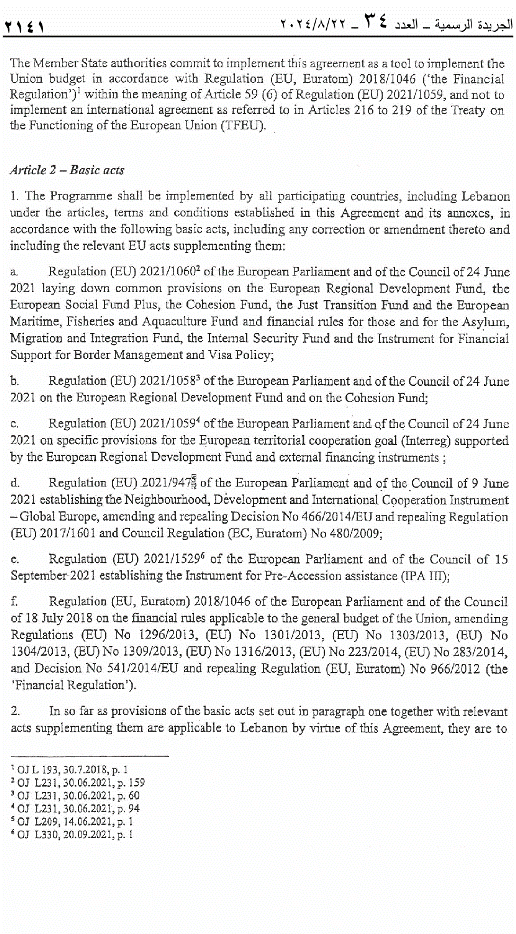 الجريدة الرسمية – العدد ٣٤ – ٢٠٢٤/٨/٢٢
٢١٤١
The Member State authorities commit to implement this agreement as a tool to implement the
Union budget in accordance with Regulation (EU, Euratom) 2018/1046 (‘the Financial
Regulation’)¹ within the meaning of Article 59 (6) of Regulation (EU) 2021/1059, and not to
implement an international agreement as referred to in Articles 216 to 219 of the Treaty on
the Functioning of the European Union (TFEU).
Article 2 – Basic acts
1. The Programme shall be implemented by all participating countries, including Lebanon
under the articles, terms and conditions established in this Agreement and its annexes, in
accordance with the following basic acts, including any correction or amendment thereto and
including the relevant EU acts supplementing them:
a. Regulation (EU) 2021/1060² of the European Parliament and of the Council of 24 June
2021 laying down common provisions on the European Regional Development Fund, the
European Social Fund Plus, the Cohesion Fund, the Just Transition Fund and the European
Maritime, Fisheries and Aquaculture Fund and financial rules for those and for the Asylum,
Migration and Integration Fund, the Internal Security Fund and the Instrument for Financial
Support for Border Management and Visa Policy;
b. Regulation (EU) 2021/1058³ of the European Parliament and of the Council of 24 June
2021 on the European Regional Development Fund and on the Cohesion Fund;
c. Regulation (EU) 2021/1059⁴ of the European Parliament and of the Council of 24 June
2021 on specific provisions for the European territorial cooperation goal (Interreg) supported
by the European Regional Development Fund and external financing instruments ;
d. Regulation (EU) 2021/947⁵ of the European Parliament and of the Council of 9 June
2021 establishing the Neighbourhood, Development and International Cooperation Instrument
– Global Europe, amending and repealing Decision No 466/2014/EU and repealing Regulation
(EU) 2017/1601 and Council Regulation (EC, Euratom) No 480/2009;
e. Regulation (EU) 2021/1529⁶ of the European Parliament and of the Council of 15
September 2021 establishing the Instrument for Pre-Accession assistance (IPA III);
f. Regulation (EU, Euratom) 2018/1046 of the European Parliament and of the Council
of 18 July 2018 on the financial rules applicable to the general budget of the Union, amending
Regulations (EU) No 1296/2013, (EU) No 1301/2013, (EU) No 1303/2013, (EU) No
1304/2013, (EU) No 1309/2013, (EU) No 1316/2013, (EU) No 223/2014, (EU) No 283/2014,
and Decision No 541/2014/EU and repealing Regulation (EU, Euratom) No 966/2012 (the
‘Financial Regulation’).
2. In so far as provisions of the basic acts set out in paragraph one together with relevant
acts supplementing them are applicable to Lebanon by virtue of this Agreement, they are to
¹ OJ L 193, 30.7.2018, p. 1
² OJ L231, 30.06.2021, p. 159
³ OJ L231, 30.06.2021, p. 60
⁴ OJ L231, 30.06.2021, p. 94
⁵ OJ L209, 14.06.2021, p. 1
⁶ OJ L330, 20.09.2021, p. 1